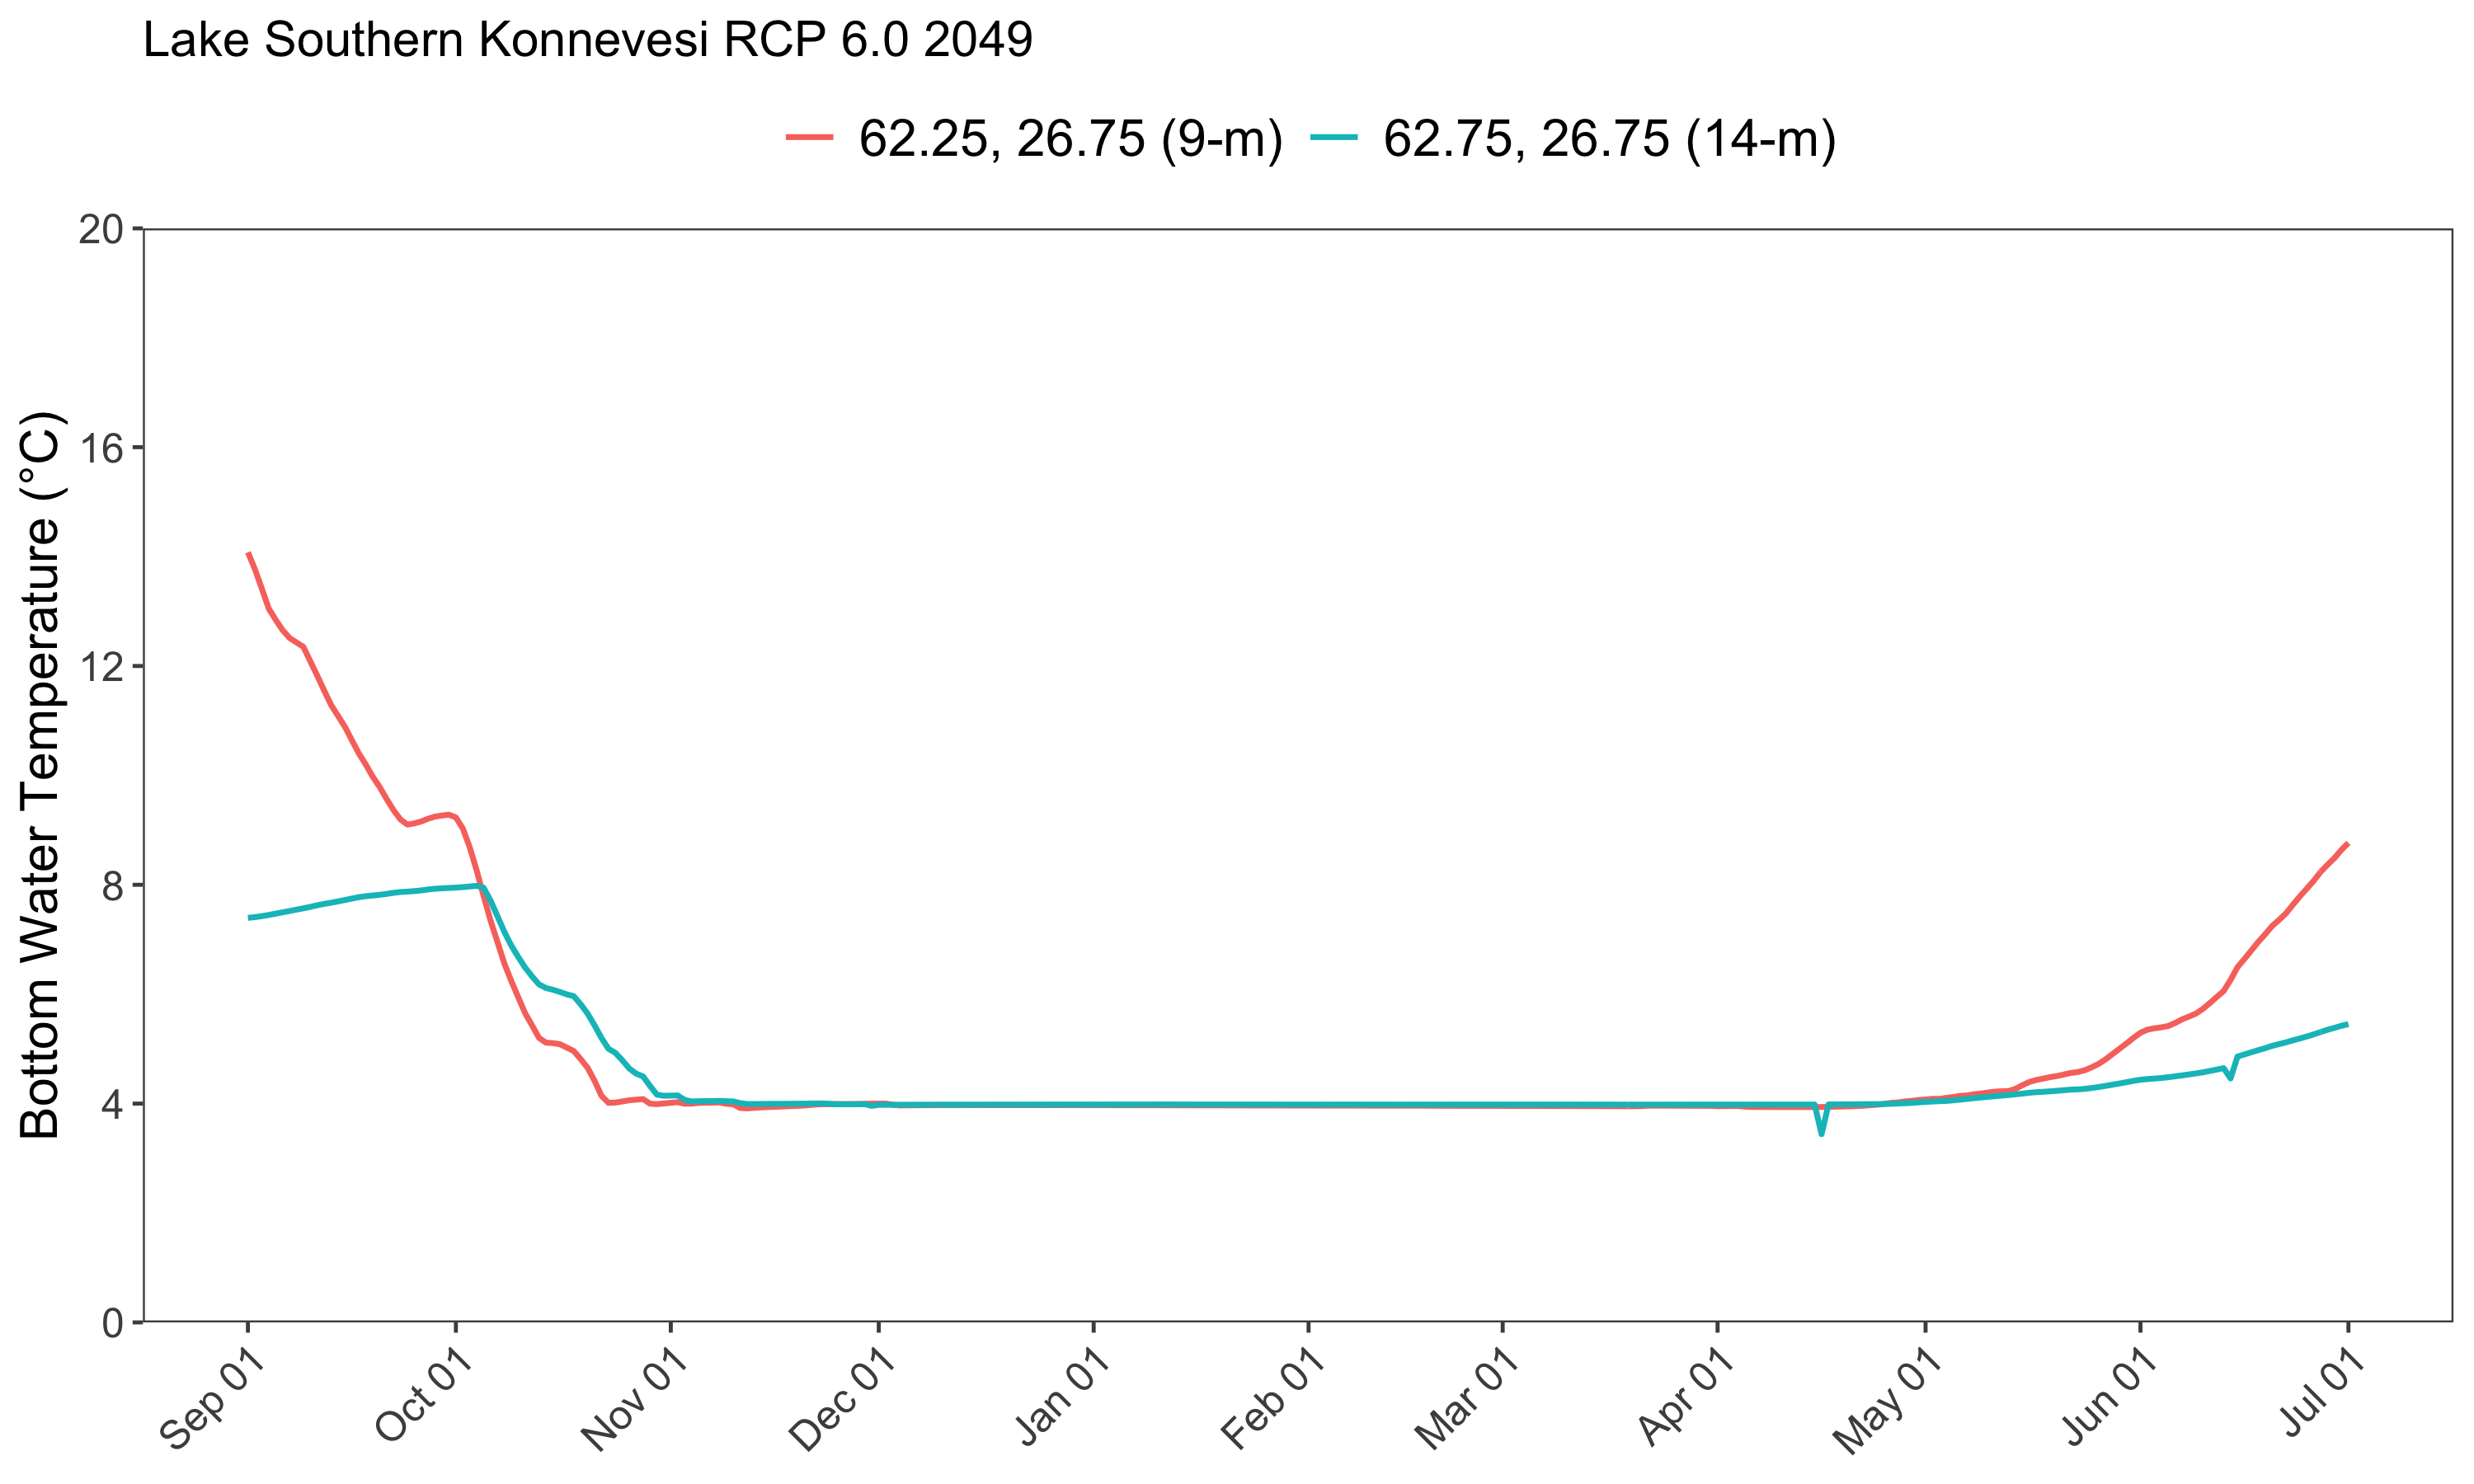 Lake Southern Konnevesi RCP 6.0 2049
62.25, 26.75 (9-m) 62.75, 26.75 (14-m)
Bottom Water Temperature (°C)
20
16
12
8
4
0
Sep 01 Oct 01 Nov 01 Dec 01 Jan 01 Feb 01 Mar 01 Apr 01 May 01 Jun 01 Jul 01